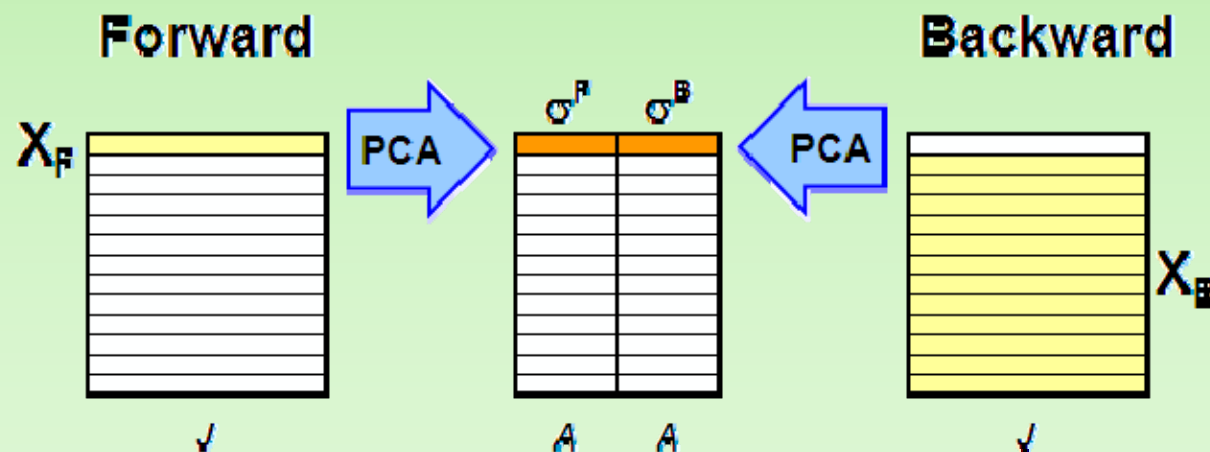 Forward Backward
σF σB
XF PCA PCA
XB
J A A J